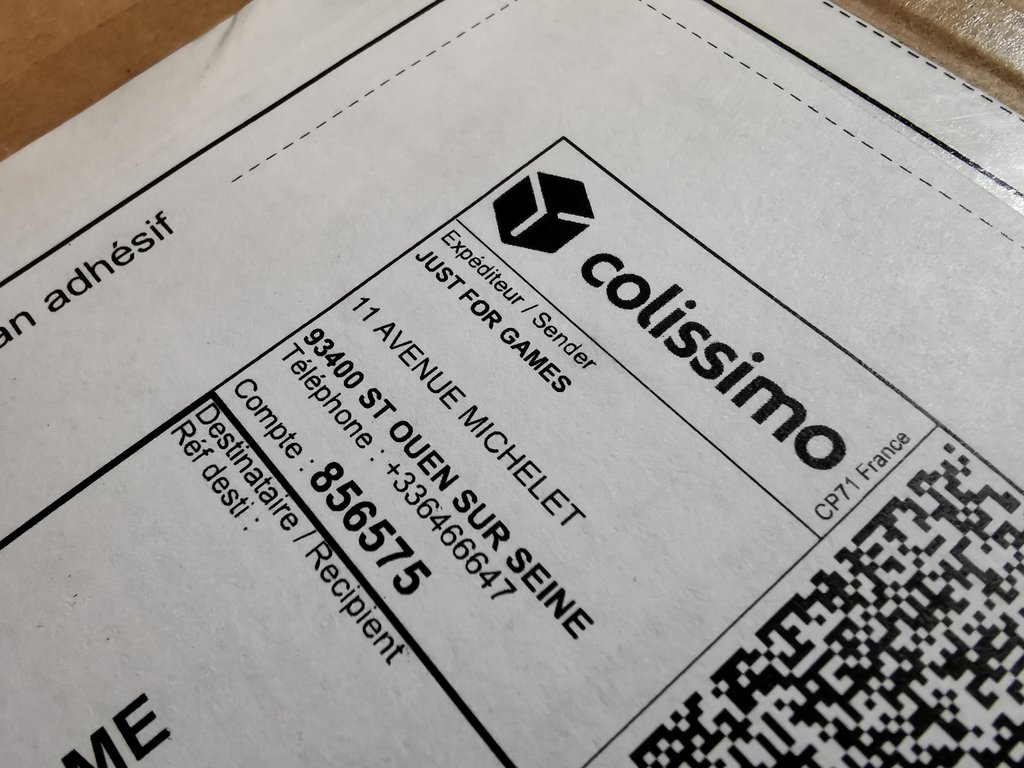 an adhésif
colissimo
Expéditeur / Sender
JUST FOR GAMES
11 AVENUE MICHELET
93400 ST OUEN SUR SEINE
Téléphone : +3364666647
Compte : 856575
CP71 France
Destinataire / Recipient
Réf desti :
ME